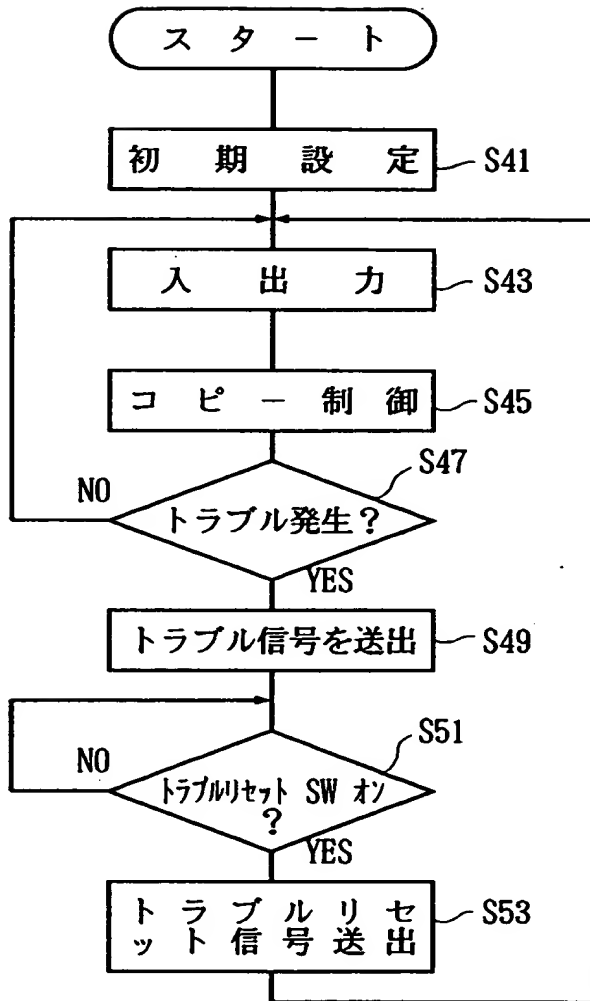 スタート
初期設定
S41
入出力
S43
コピー制御
S45
S47
NO
トラブル発生?
YES
トラブル信号を送出
S49
S51
NO
トラブルリセット SW オン
?
YES
トラブルリセ
ット信号送出
S53